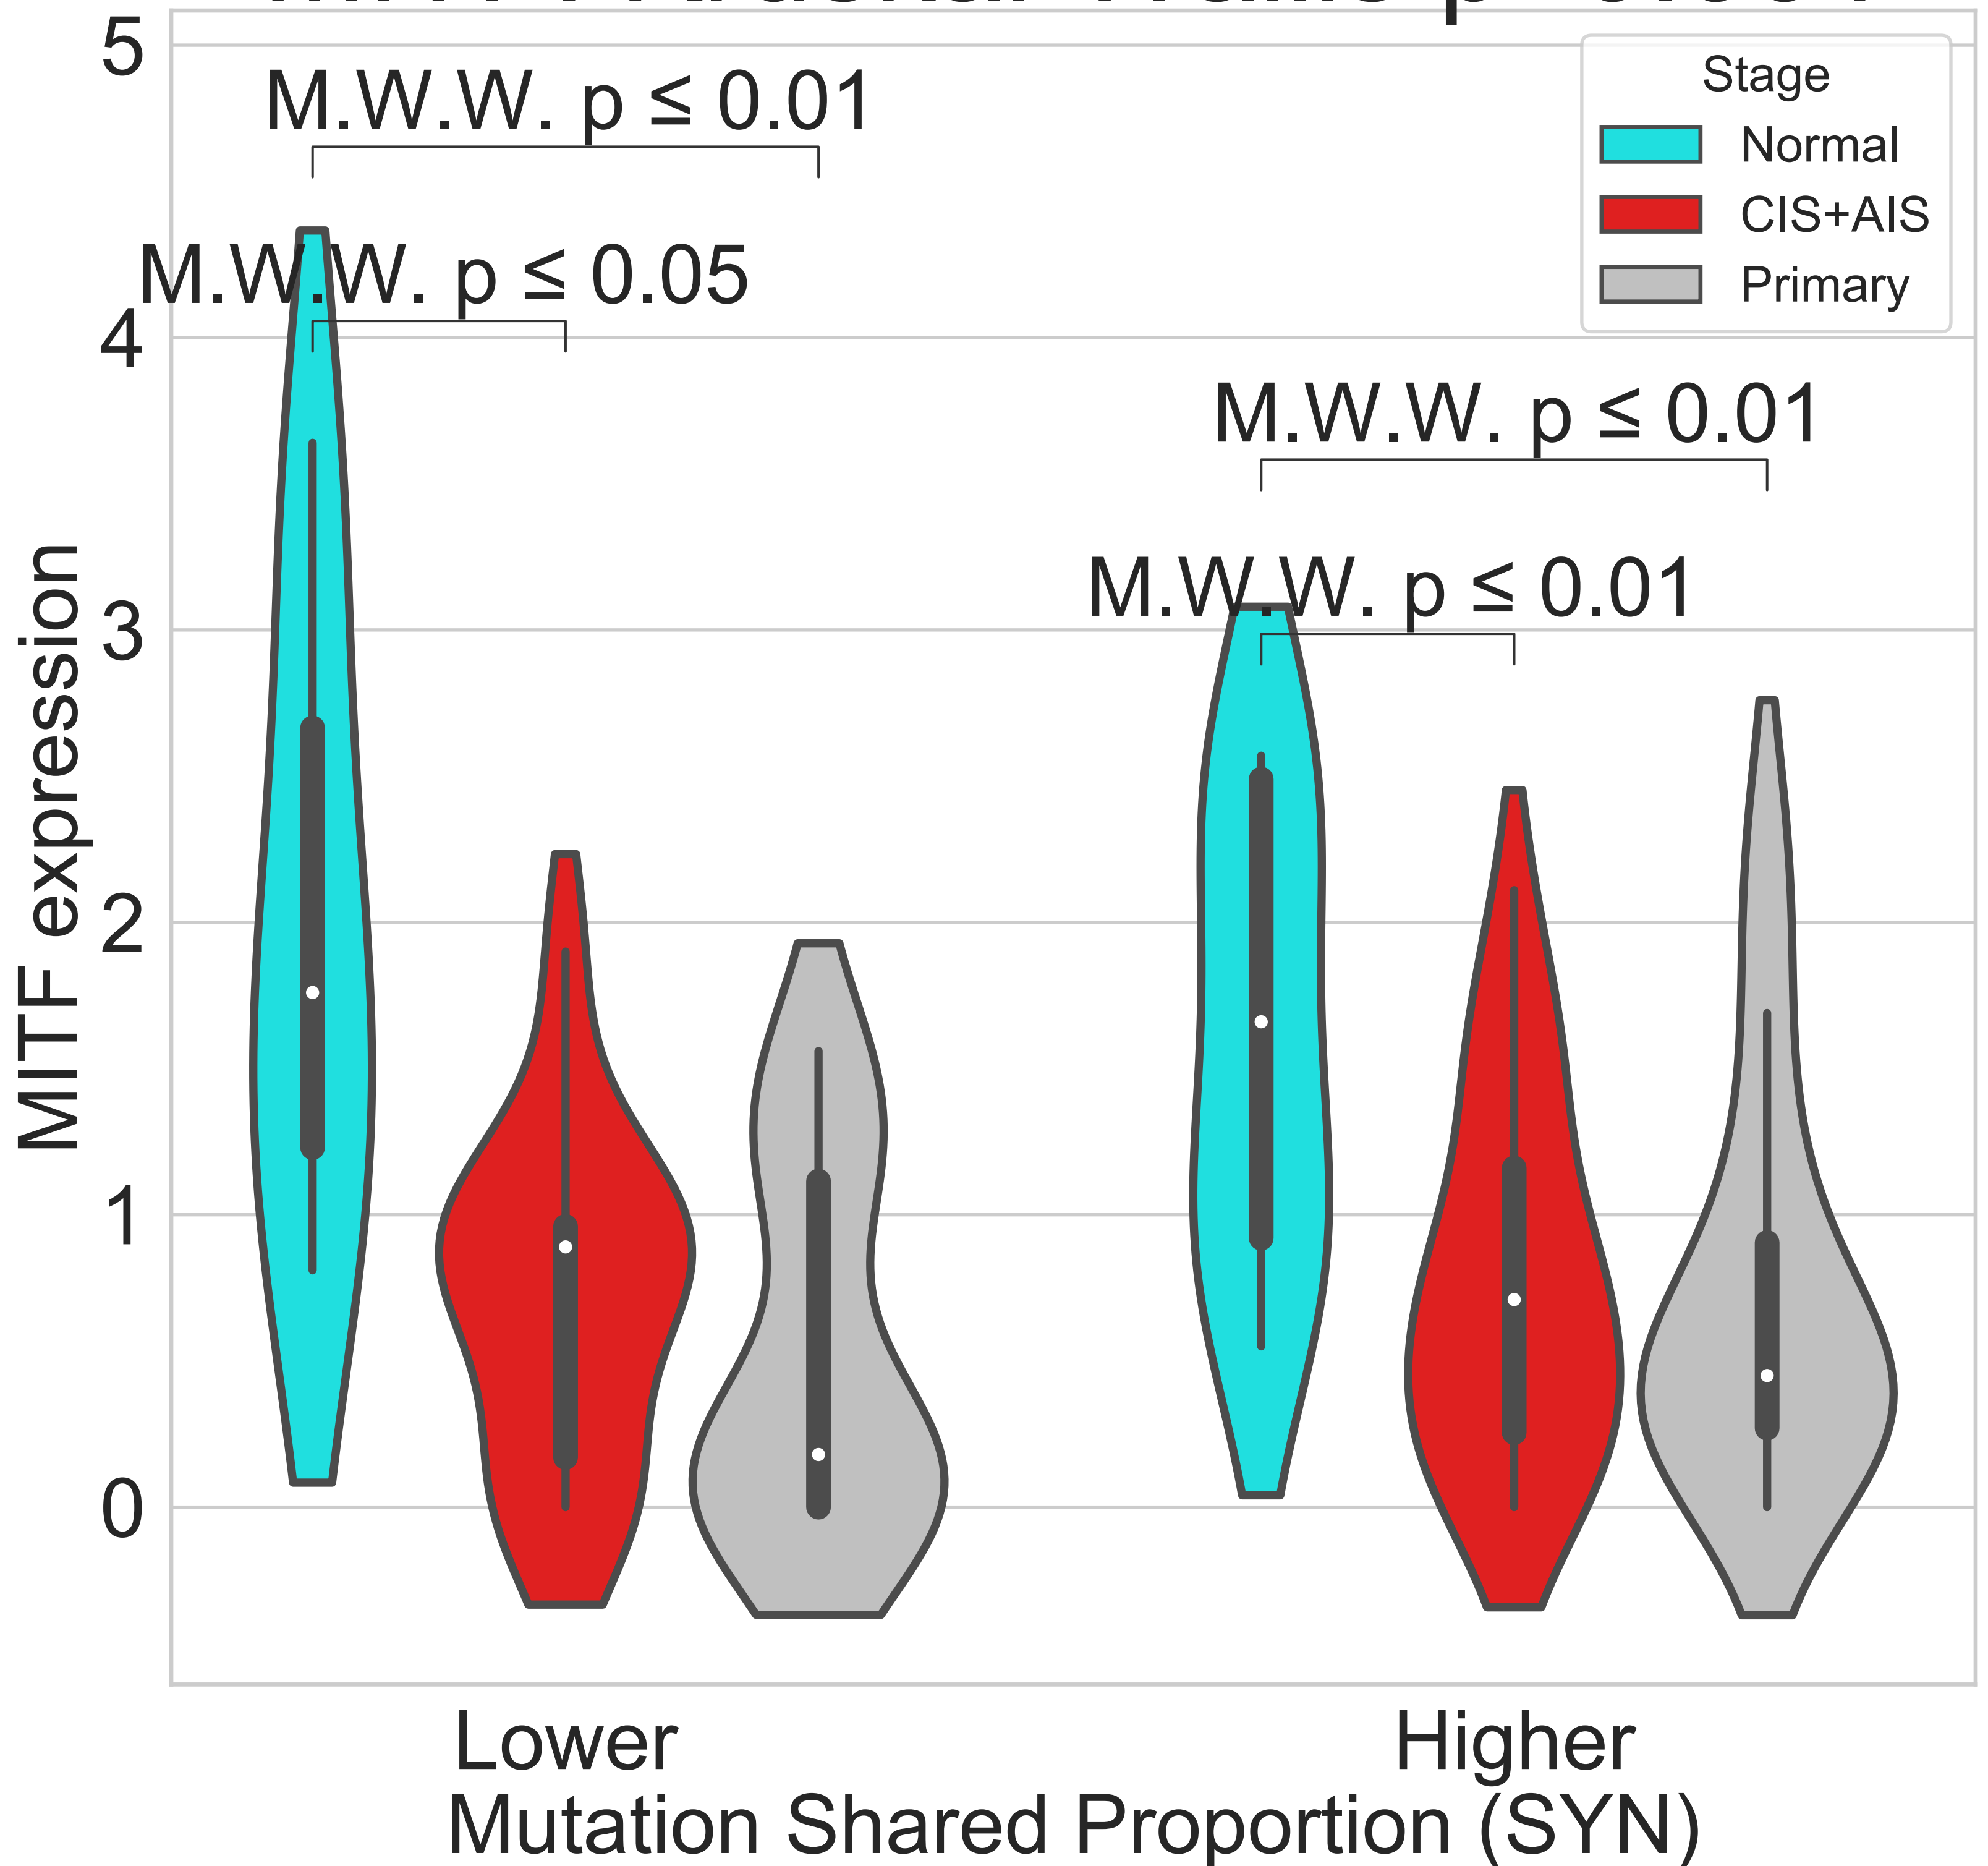 5
M.W.W. p ≤ 0.01
Stage
Normal
CIS+AIS
Primary
M.W.W. p ≤ 0.05
4
M.W.W. p ≤ 0.01
M.W.W. p ≤ 0.01
3
MITF expression
2
1
0
Lower
Higher
Mutation Shared Proportion (SYN)